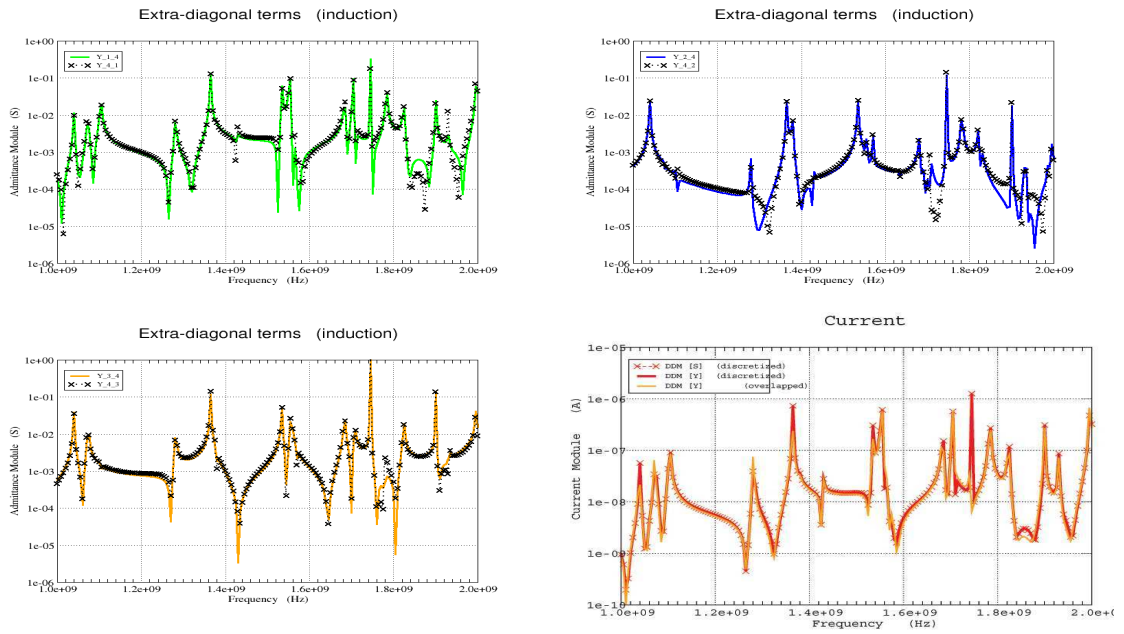 Extra-diagonal terms (induction)
1e+00
1e-01
1e-02
1e-03
1e-04
1e-05
1e-06
Admittance Module (S)
Y_1_4
Y_4_1
1.0e+09 1.2e+09 1.4e+09 1.6e+09 1.8e+09 2.0e+09
Frequency (Hz)
Extra-diagonal terms (induction)
1e+00
1e-01
1e-02
1e-03
1e-04
1e-05
1e-06
Admittance Module (S)
Y_2_4
Y_4_2
1.0e+09 1.2e+09 1.4e+09 1.6e+09 1.8e+09 2.0e+09
Frequency (Hz)
Extra-diagonal terms (induction)
1e+00
1e-01
1e-02
1e-03
1e-04
1e-05
1e-06
Admittance Module (S)
Y_3_4
Y_4_3
1.0e+09 1.2e+09 1.4e+09 1.6e+09 1.8e+09 2.0e+09
Frequency (Hz)
Current
1e-05
1e-06
1e-07
1e-08
1e-09
1e-10
Current Module (A)
DDM [S] (discretized)
DDM [Y] (discretized)
DDM [Y] (overlapped)
1.0e+09 1.2e+09 1.4e+09 1.6e+09 1.8e+09 2.0e+
Frequency (Hz)